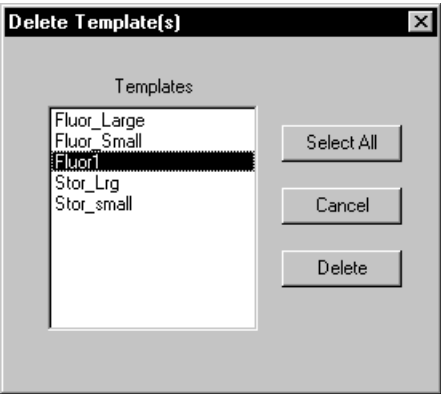 Delete Template(s)
Templates
Fluor_Large
Fluor_Small
Fluor1
Stor_Lrg
Stor_small
Select All
Cancel
Delete